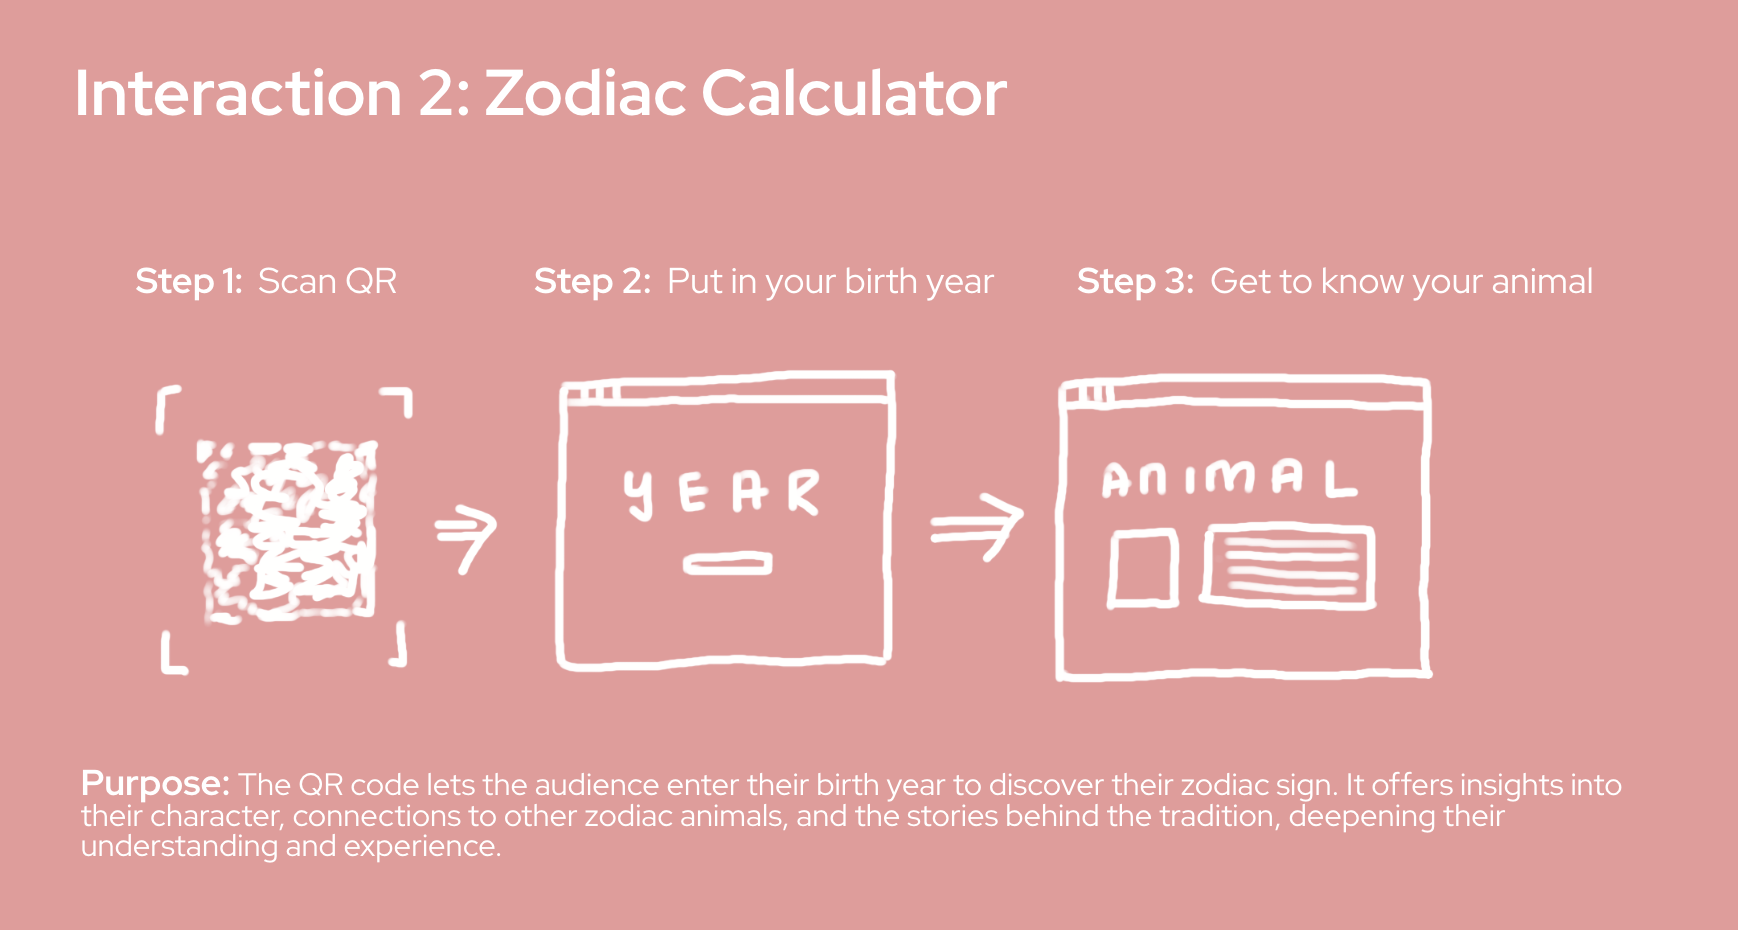 Interaction 2: Zodiac Calculator
Step 1: Scan QR
Step 2: Put in your birth year
Step 3: Get to know your animal
YEAR
ANIMAL
Purpose: The QR code lets the audience enter their birth year to discover their zodiac sign. It offers insights into
their character, connections to other zodiac animals, and the stories behind the tradition, deepening their
understanding and experience.